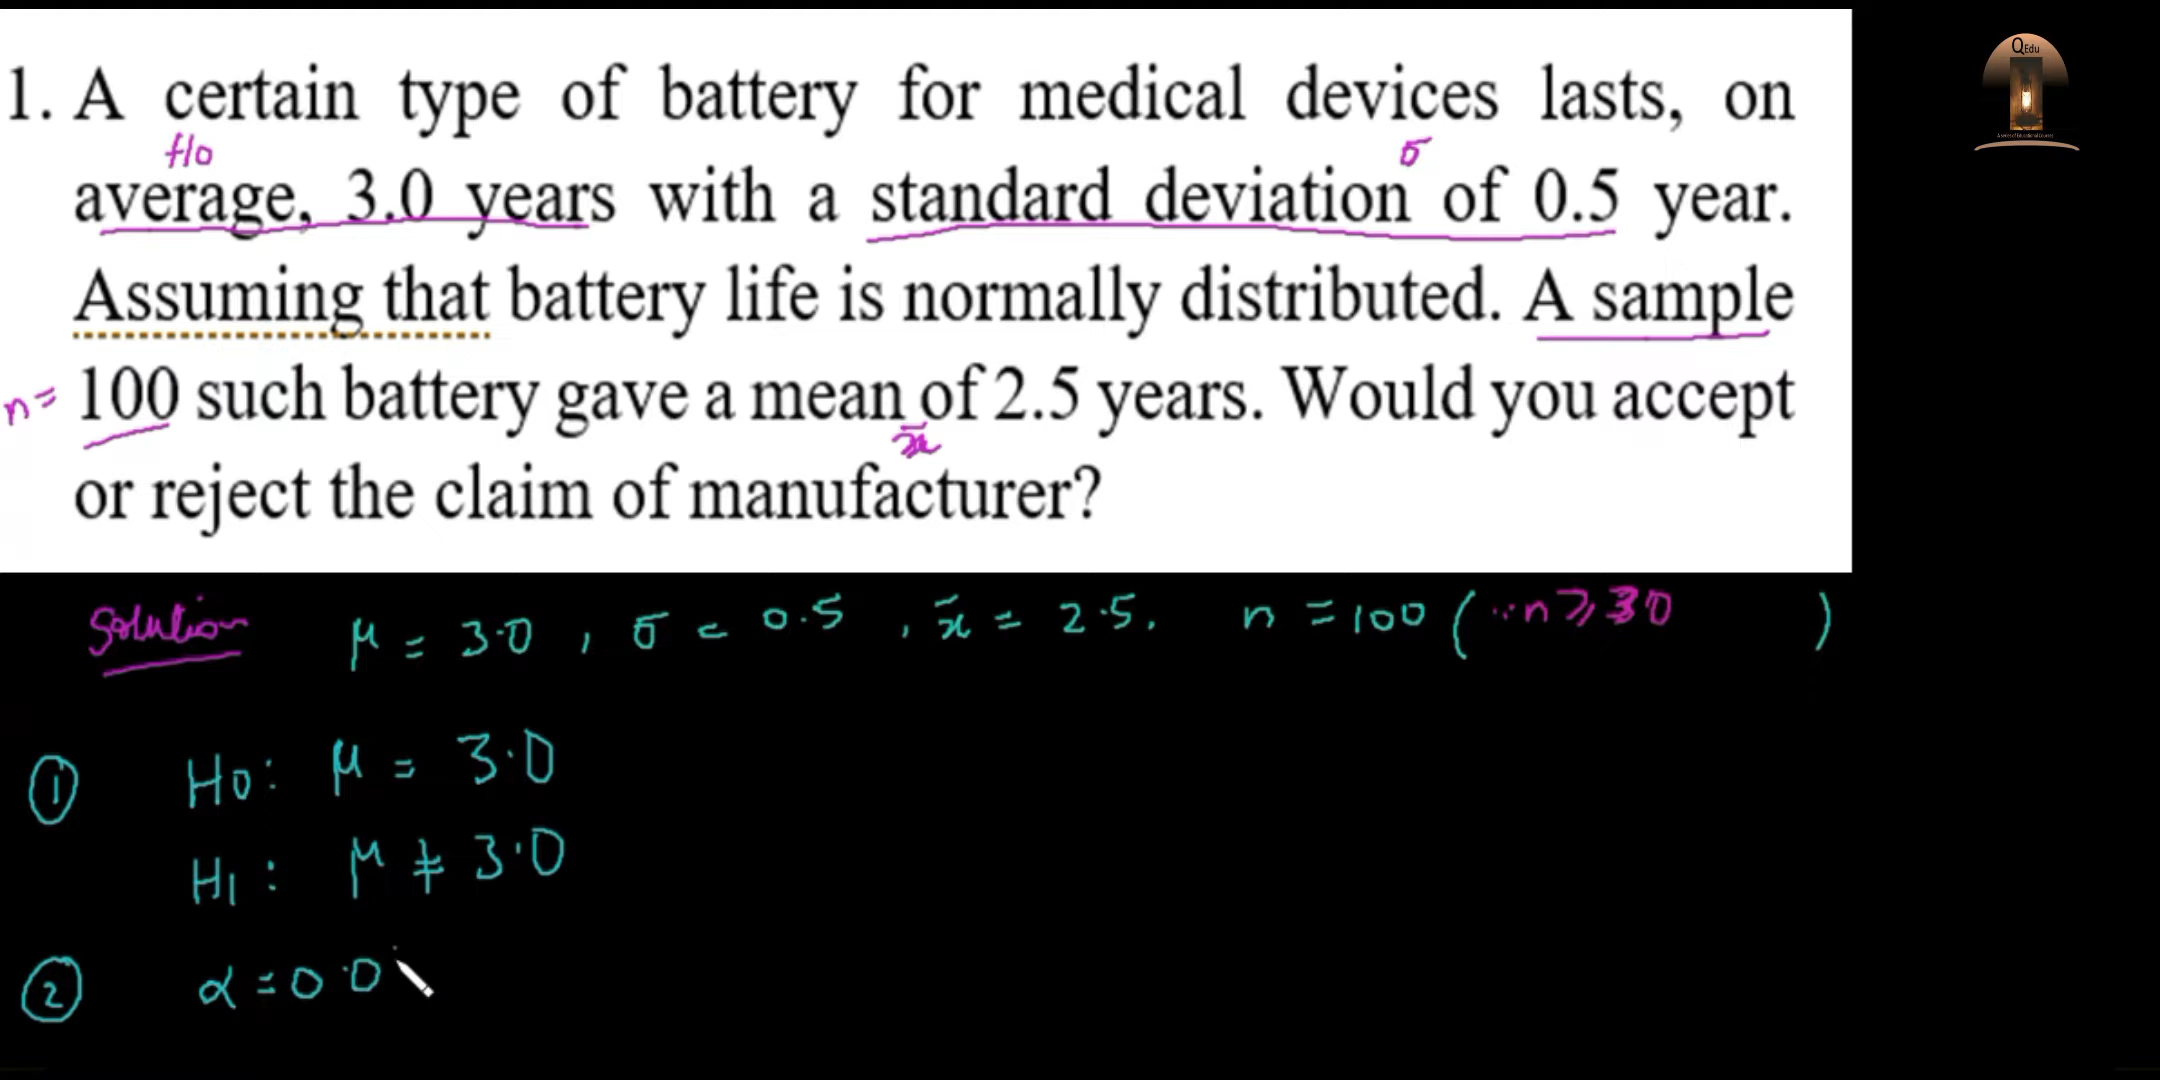 QEdu
1. A certain type of battery for medical devices lasts, on
H0
σ
average, 3.0 years with a standard deviation of 0.5 year.
Assuming that battery life is normally distributed. A sample
n= 100 such battery gave a mean of 2.5 years. Would you accept
x̄
or reject the claim of manufacturer?
Solution μ = 3.0 , σ = 0.5 , x̄ = 2.5. n = 100 (∵n≥30 )
① H0: μ = 3.0
H1: μ ≠ 3.0
② α = 0.0